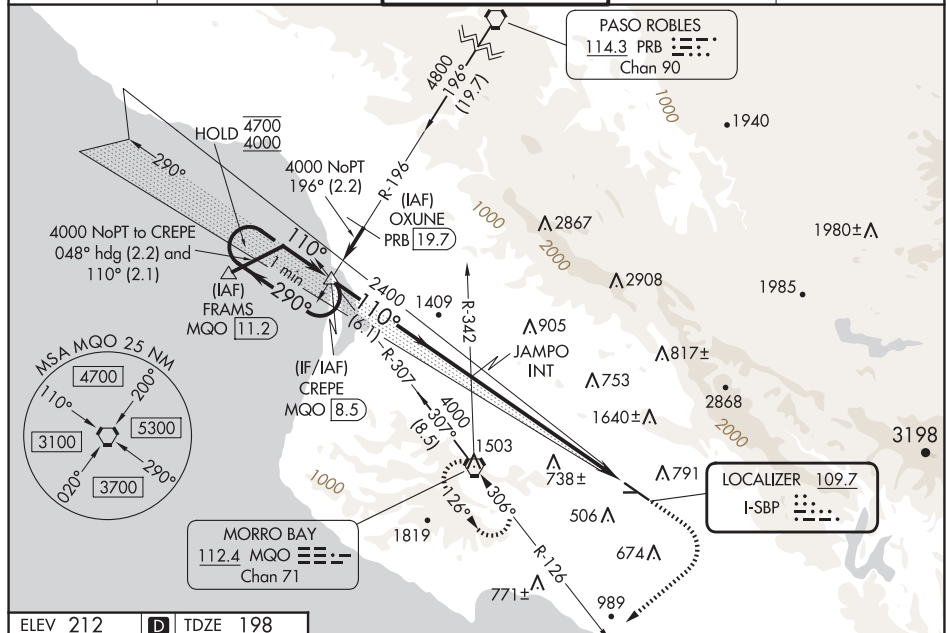 PASO ROBLES
114.3 PRB
Chan 90
4800
196°
(19.7)
R-196
1000
1940
HOLD 4700
4000
290°
4000 NoPT
196° (2.2)
(IAF)
OXUNE
PRB 19.7
1000
2000
2867
1980±
4000 NoPT to CREPE
048° hdg (2.2) and
110° (2.1)
110°
1 min
290°
(IAF)
FRAMS
MQO 11.2
2400
110°
(6.1)
1409
R-342
2908
1985
905
JAMPO
INT
817±
753
2868
1640±
2000
3198
MSA MQO 25 NM
4700
110°
200°
3100
5300
020°
290°
3700
(IF/IAF)
CREPE
MQO 8.5
R-307
4000
307°
(8.5)
1503
1000
126°
306°
738±
791
LOCALIZER 109.7
I-SBP
506
1819
MORRO BAY
112.4 MQO
Chan 71
R-126
674
771±
989
ELEV 212 D TDZE 198